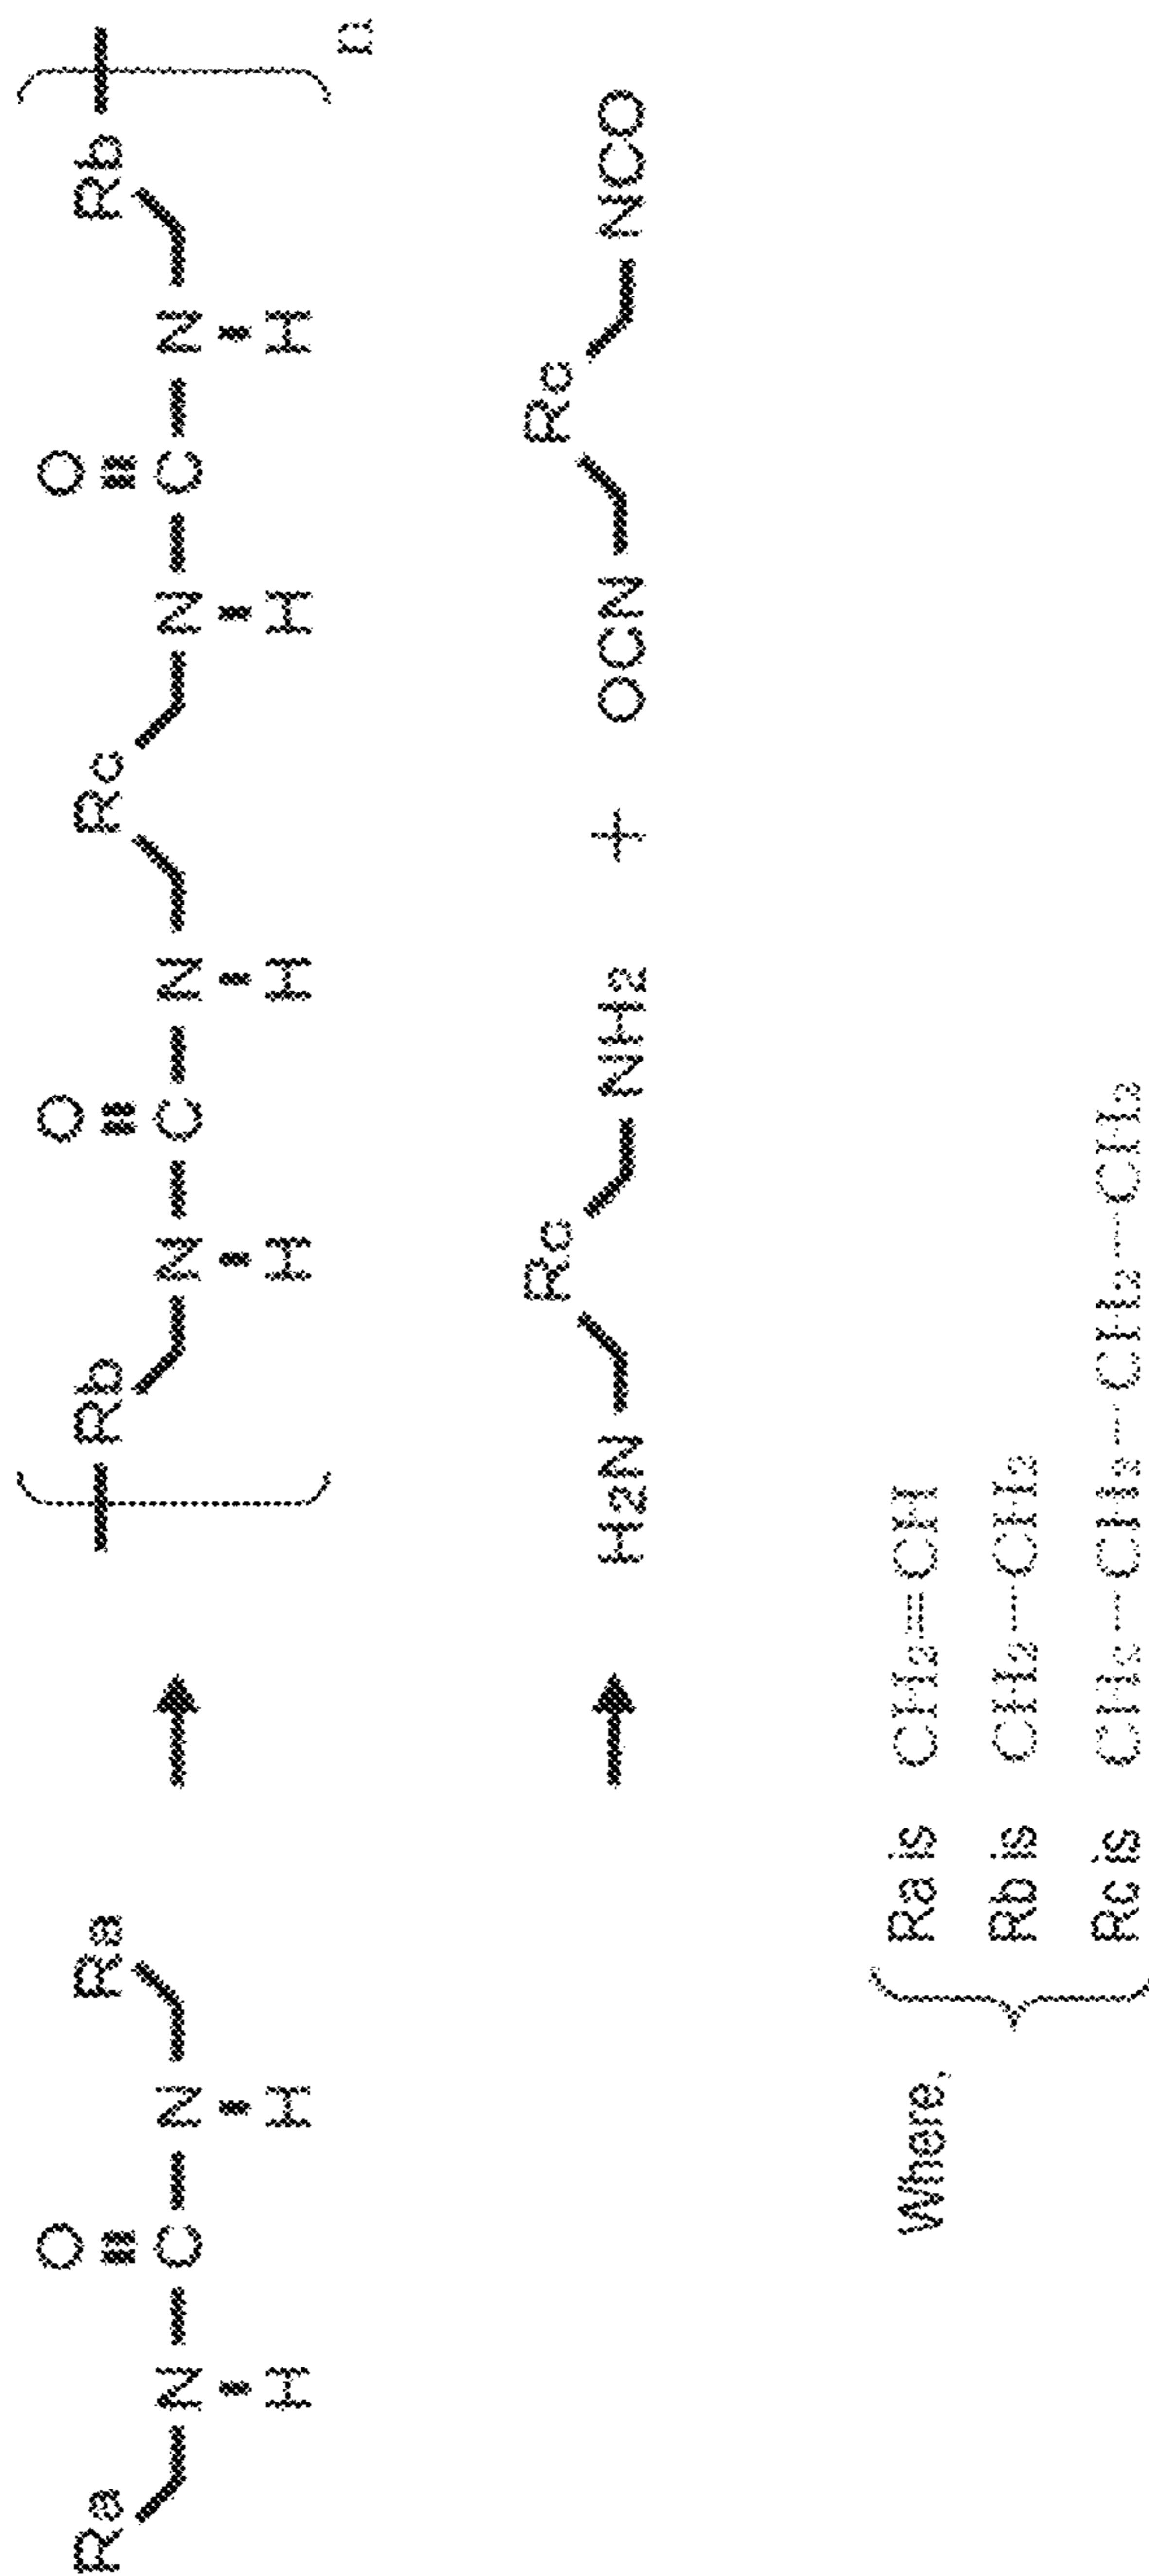 O O O
Ra Ra Rb Rc Rb
N C N N C N N C N
H H H H H H
n
Rc Rc
→ H2N NH2 + OCN NCO
Where, Ra is CH2=CH
Rb is CH2—CH2
Rc is CH2—CH2—CH2—CH2